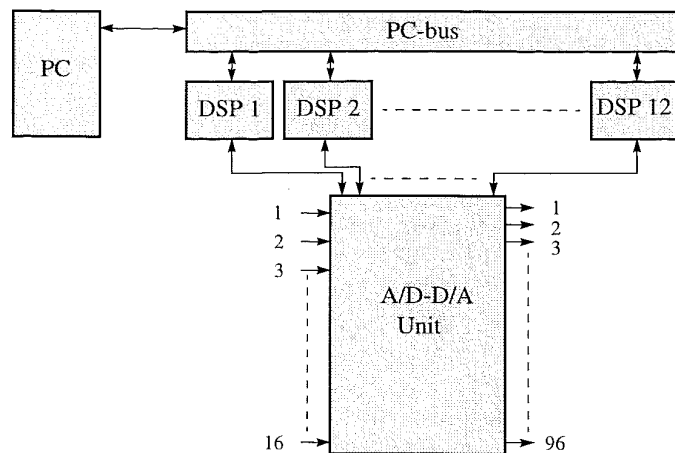 PC-bus
PC
DSP 1
DSP 2
DSP 12
1
2
3
16
A/D-D/A
Unit
1
2
3
96